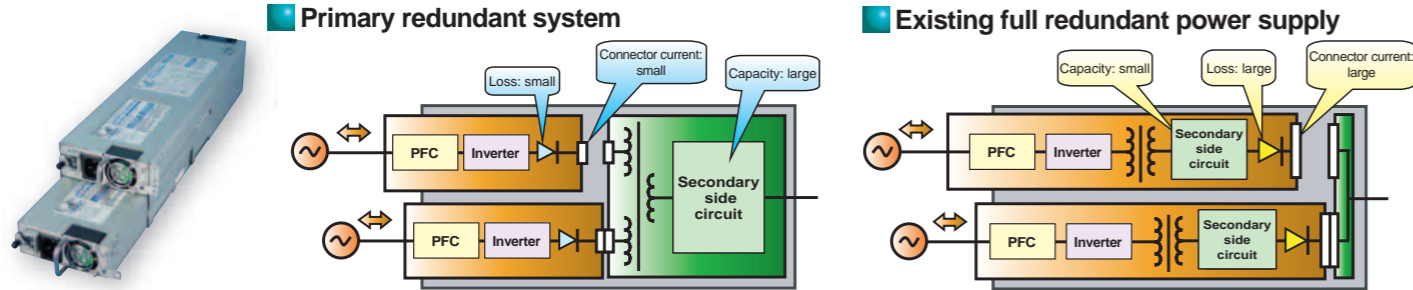 Primary redundant system
Connector current:
small
Loss: small
Capacity: large
PFC
Inverter
Secondary
side
circuit
PFC
Inverter
Existing full redundant power supply
Capacity: small
Loss: large
Connector current:
large
PFC
Inverter
Secondary
side
circuit
PFC
Inverter
Secondary
side
circuit